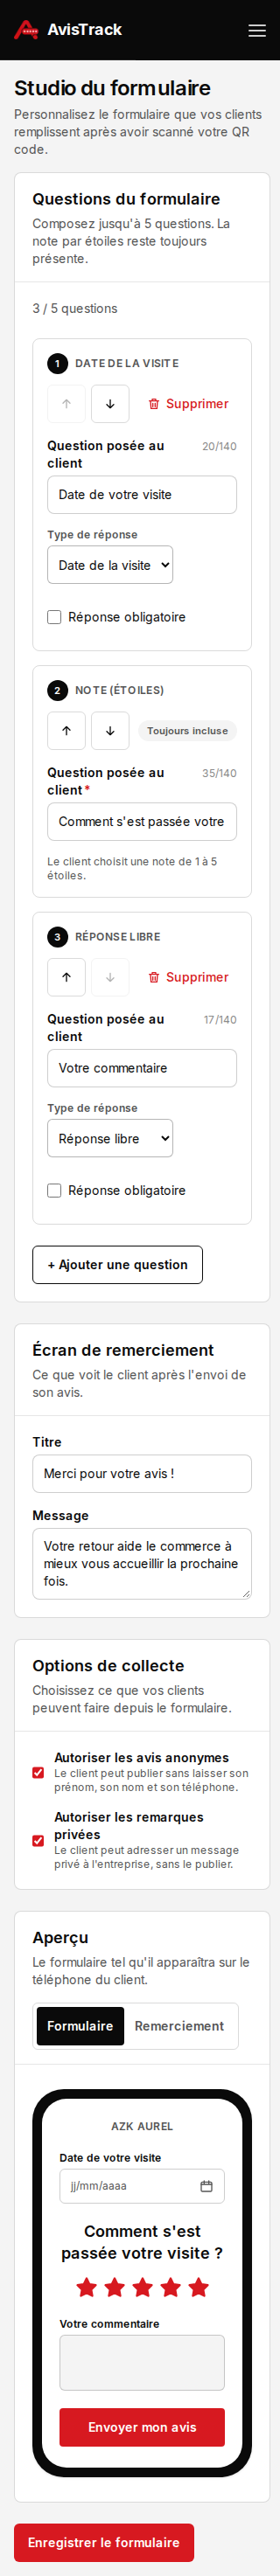 AvisTrack
Studio du formulaire
Personnalisez le formulaire que vos clients
remplissent après avoir scanné votre QR
code.
Questions du formulaire
Composez jusqu'à 5 questions. La
note par étoiles reste toujours
présente.
3 / 5 questions
1 DATE DE LA VISITE
↑ ↓ Supprimer
Question posée au 20/140
client
Date de votre visite
Type de réponse
Date de la visite
Réponse obligatoire
2 NOTE (ÉTOILES)
↑ ↓ Toujours incluse
Question posée au 35/140
client *
Comment s'est passée votre
Le client choisit une note de 1 à 5
étoiles.
3 RÉPONSE LIBRE
↑ ↓ Supprimer
Question posée au 17/140
client
Votre commentaire
Type de réponse
Réponse libre
Réponse obligatoire
+ Ajouter une question
Écran de remerciement
Ce que voit le client après l'envoi de
son avis.
Titre
Merci pour votre avis !
Message
Votre retour aide le commerce à
mieux vous accueillir la prochaine
fois.
Options de collecte
Choisissez ce que vos clients
peuvent faire depuis le formulaire.
Autoriser les avis anonymes
Le client peut publier sans laisser son
prénom, son nom et son téléphone.
Autoriser les remarques
privées
Le client peut adresser un message
privé à l'entreprise, sans le publier.
Aperçu
Le formulaire tel qu'il apparaîtra sur le
téléphone du client.
Formulaire Remerciement
AZK AUREL
Date de votre visite
jj/mm/aaaa
Comment s'est
passée votre visite ?
Votre commentaire
Envoyer mon avis
Enregistrer le formulaire